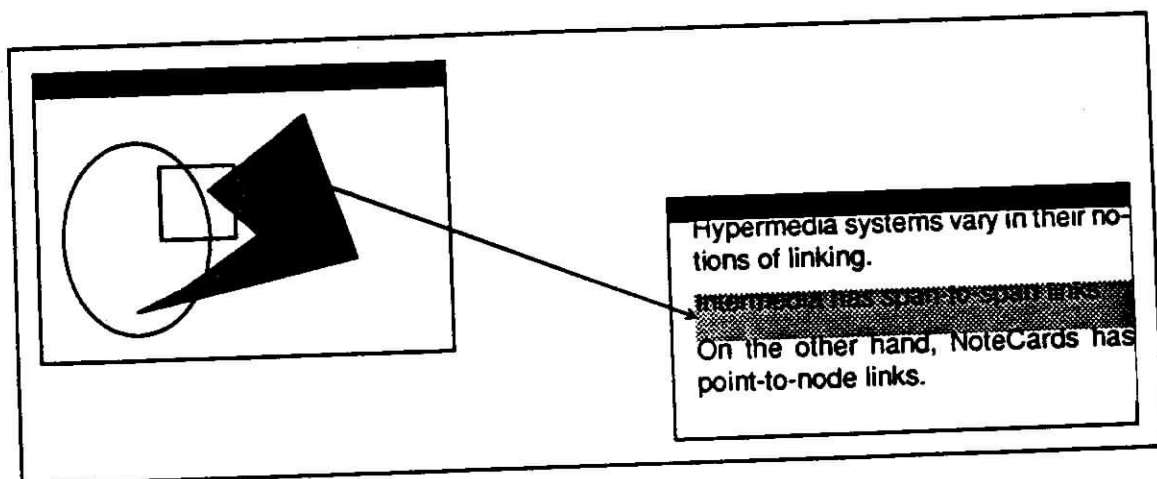 Hypermedia systems vary in their no-
tions of linking.
Intermedia has span-to-span links.
On the other hand, NoteCards has
point-to-node links.